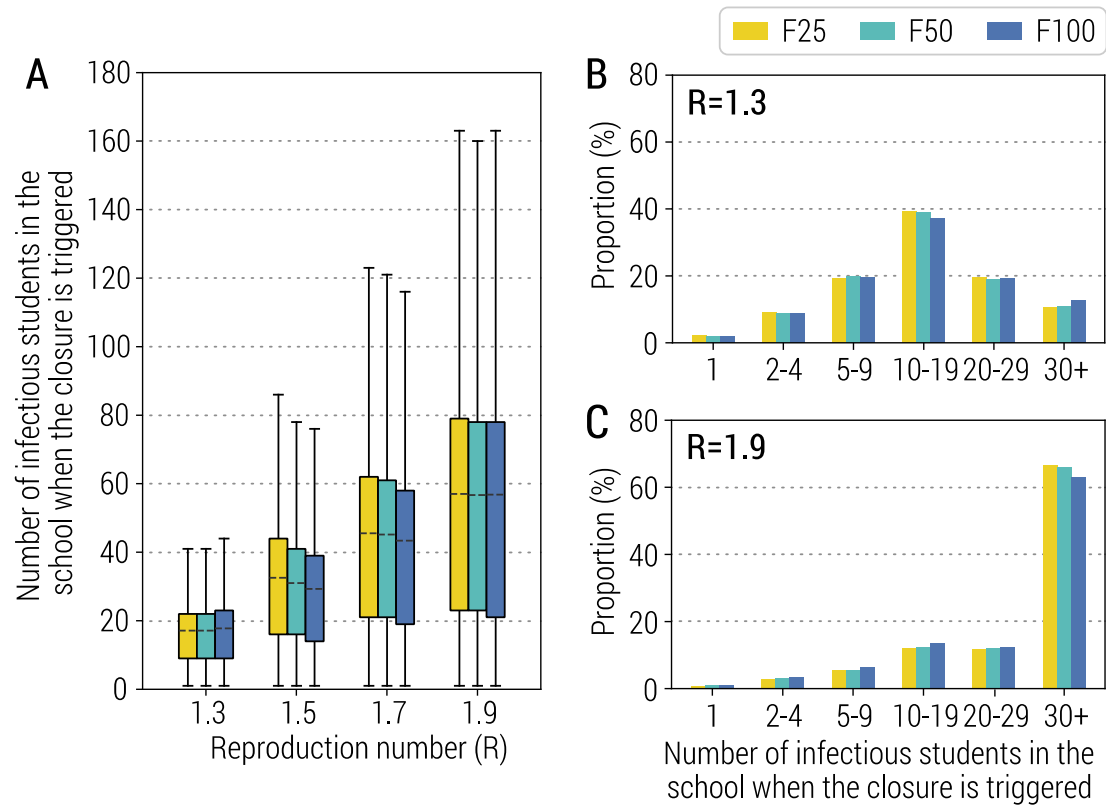 F25 F50 F100
A
Number of infectious students in the
school when the closure is triggered
180
160
140
120
100
80
60
40
20
0
1.3 1.5 1.7 1.9
Reproduction number (R)
B
R=1.3
Proportion (%)
80
60
40
20
0
1 2-4 5-9 10-19 20-29 30+
C
R=1.9
Proportion (%)
80
60
40
20
0
1 2-4 5-9 10-19 20-29 30+
Number of infectious students in the
school when the closure is triggered